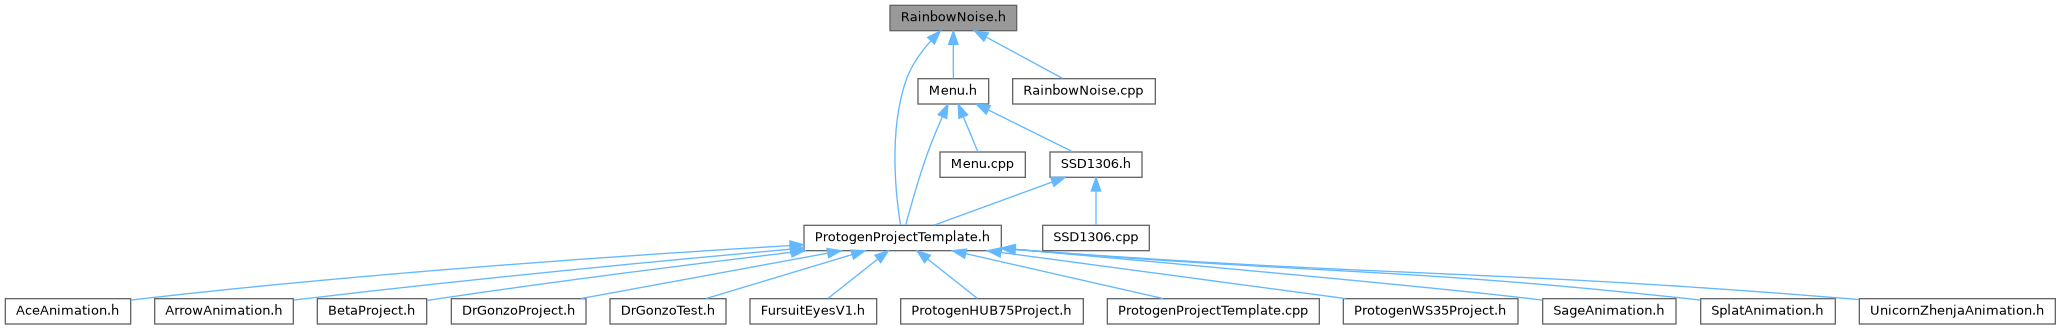 RainbowNoise.h
Menu.h
RainbowNoise.cpp
Menu.cpp
SSD1306.h
ProtogenProjectTemplate.h
SSD1306.cpp
AceAnimation.h
ArrowAnimation.h
BetaProject.h
DrGonzoProject.h
DrGonzoTest.h
FursuitEyesV1.h
ProtogenHUB75Project.h
ProtogenProjectTemplate.cpp
ProtogenWS35Project.h
SageAnimation.h
SplatAnimation.h
UnicornZhenjaAnimation.h